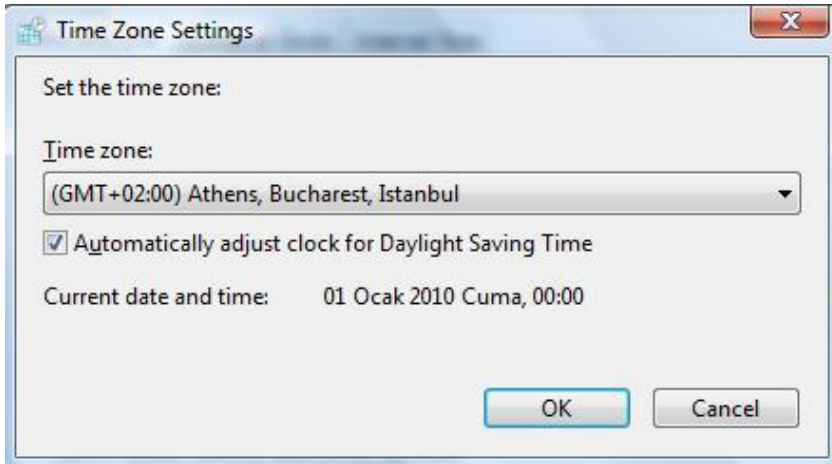 Time Zone Settings
Set the time zone:
Time zone:
(GMT+02:00) Athens, Bucharest, Istanbul
Automatically adjust clock for Daylight Saving Time
Current date and time: 01 Ocak 2010 Cuma, 00:00
OK Cancel